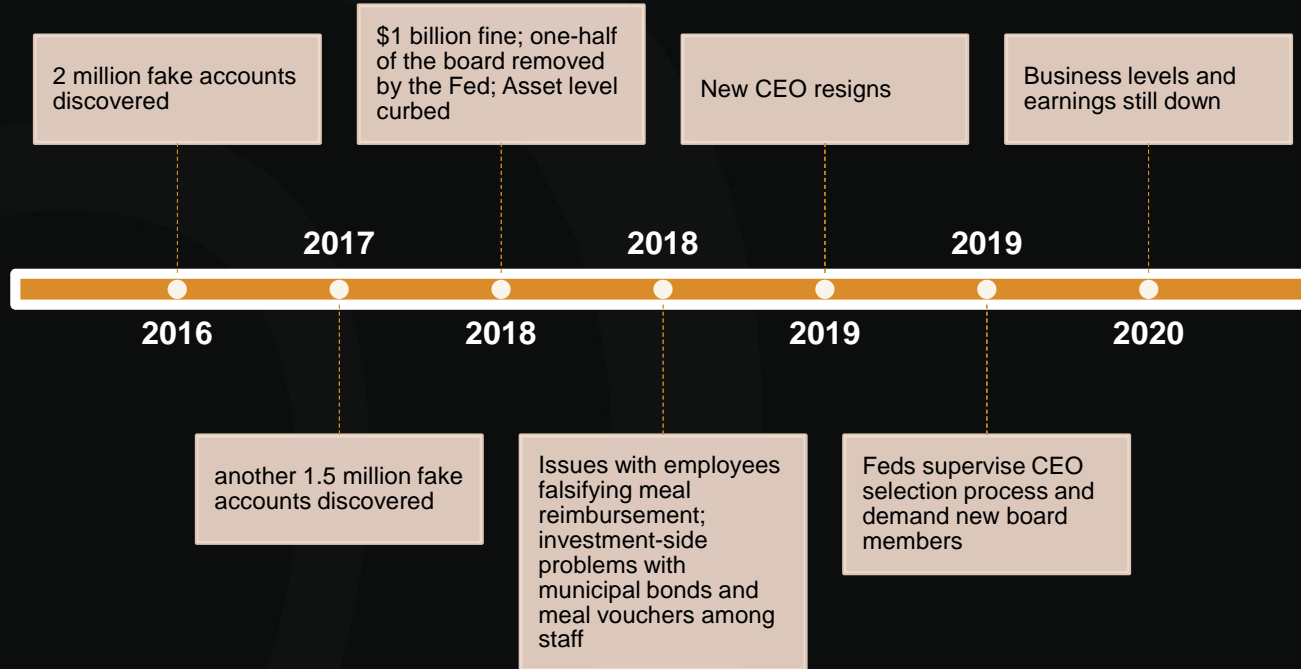 2 million fake accounts
discovered
$1 billion fine; one-half
of the board removed
by the Fed; Asset level
curbed
New CEO resigns
Business levels and
earnings still down
2017
2018
2019
2016
2018
2019
2020
another 1.5 million fake
accounts discovered
Issues with employees
falsifying meal
reimbursement;
investment-side
problems with
municipal bonds and
meal vouchers among
staff
Feds supervise CEO
selection process and
demand new board
members